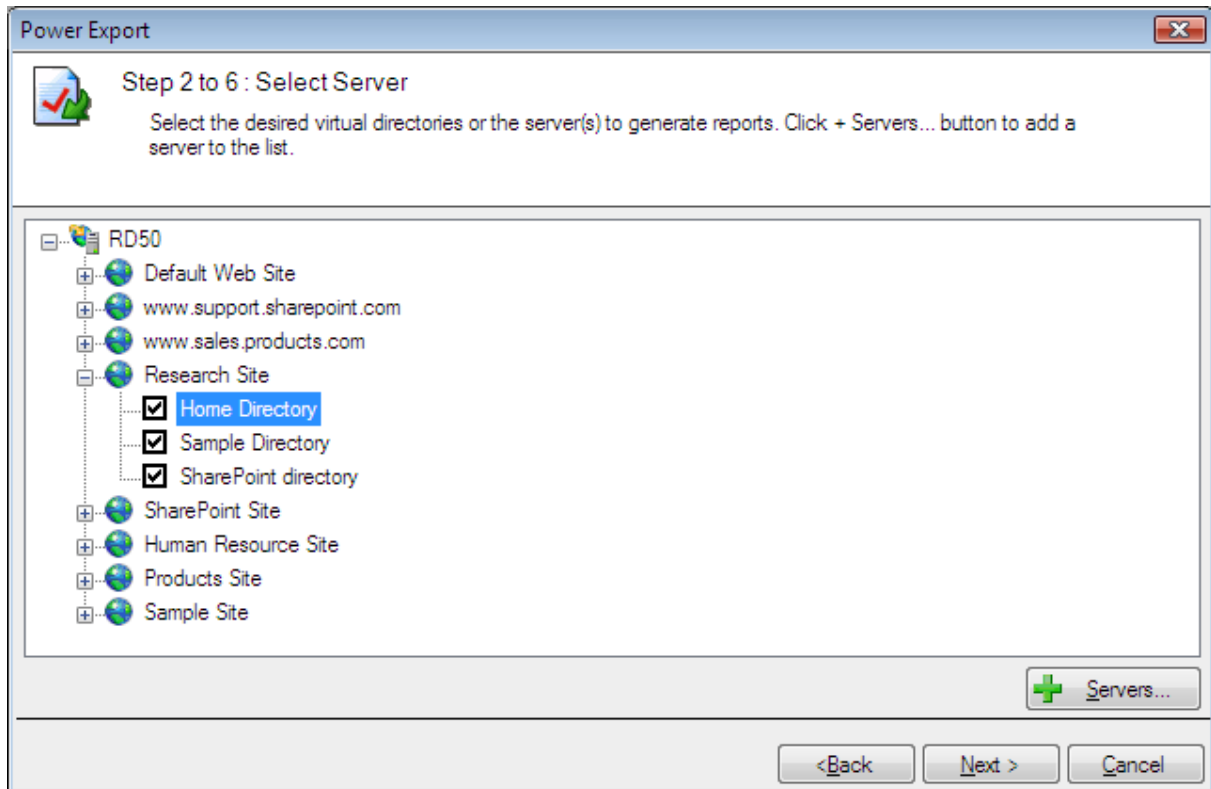 Power Export
Step 2 to 6 : Select Server
Select the desired virtual directories or the server(s) to generate reports. Click + Servers... button to add a
server to the list.
RD50
Default Web Site
www.support.sharepoint.com
www.sales.products.com
Research Site
Home Directory
Sample Directory
SharePoint directory
SharePoint Site
Human Resource Site
Products Site
Sample Site
Servers...
<Back
Next >
Cancel